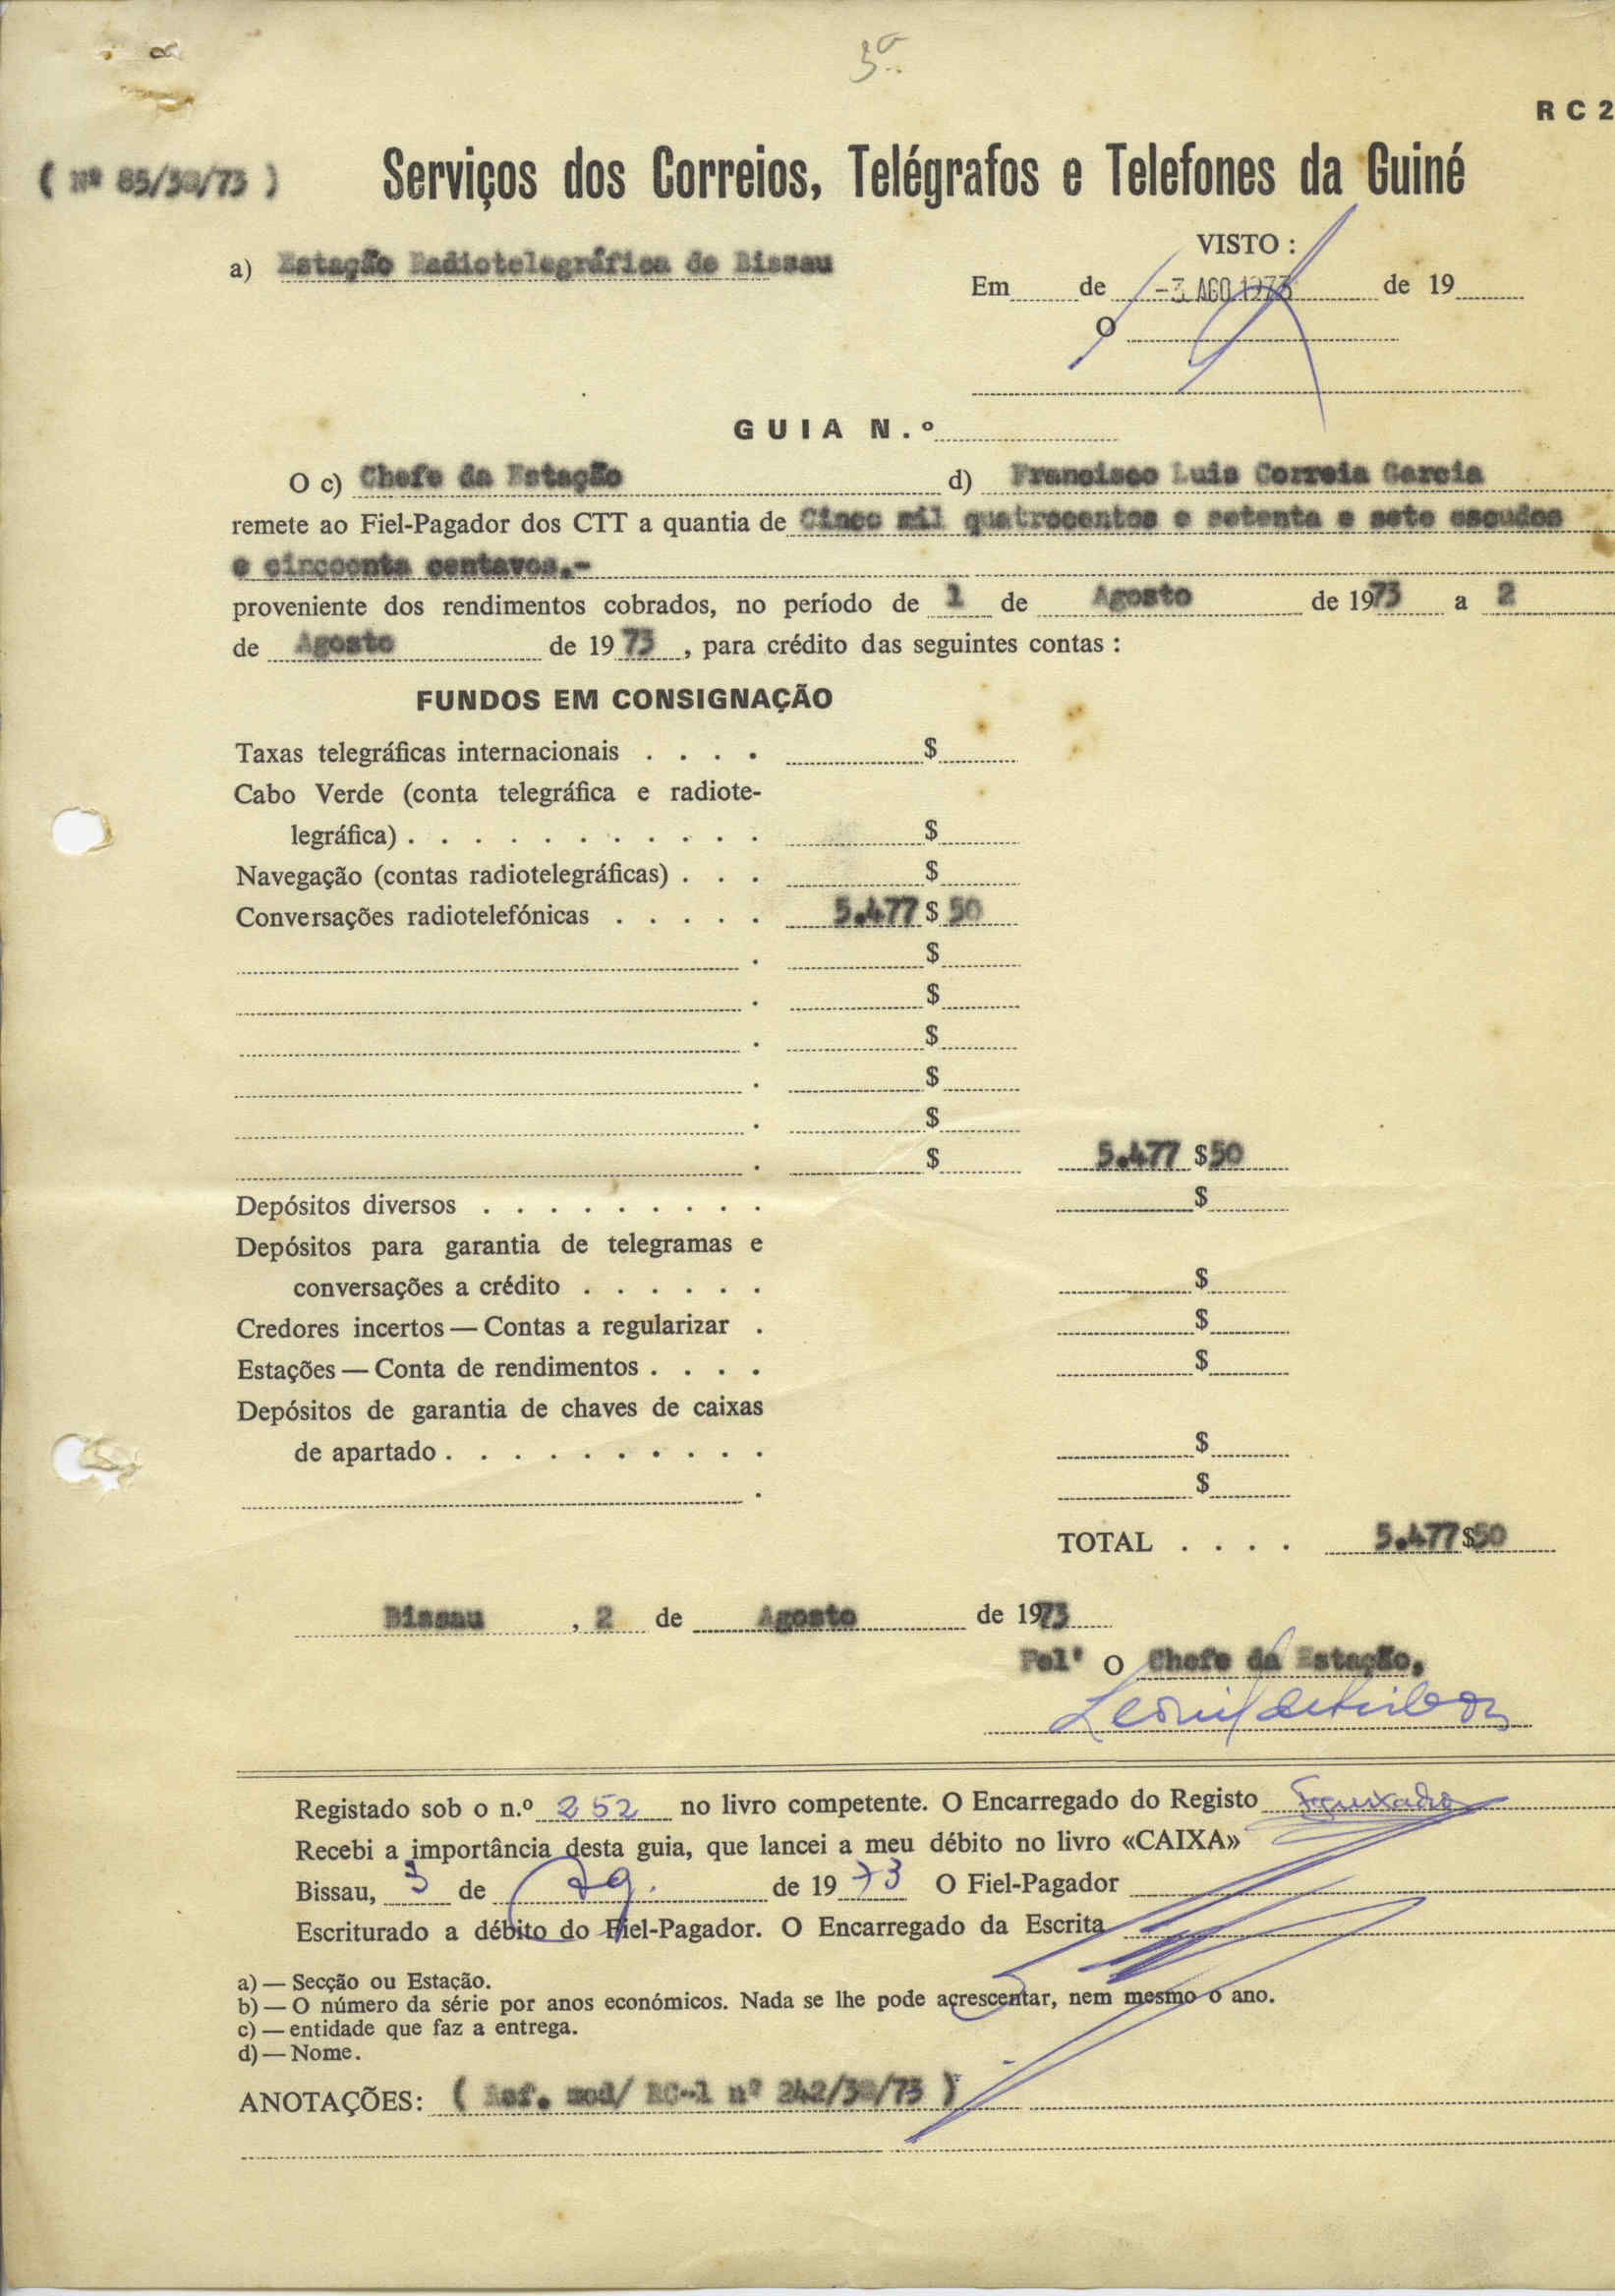 3ª
RC 2
( Nº 85/3@/73 ) Serviços dos Correios, Telégrafos e Telefones da Guiné
VISTO :
a) Estação Radiotelegráfica de Bissau
Em de -3 AGO 1973 de 19
O
GUIA N.º
O c) Chefe da Estação d) Francisco Luis Correia Garcia
remete ao Fiel-Pagador dos CTT a quantia de Cinco mil quatrocentos e setenta e sete escudos
e cincoenta centavos.-
proveniente dos rendimentos cobrados, no período de 1 de Agosto de 1973 a 2
de Agosto de 1973, para crédito das seguintes contas :
FUNDOS EM CONSIGNAÇÃO
Taxas telegráficas internacionais . . . . $
Cabo Verde (conta telegráfica e radiote-
legráfica) . . . . . . . . . . . $
Navegação (contas radiotelegráficas) . . . $
Conversações radiotelefónicas . . . . . 5.477 $ 50
. $
. $
. $
. $
. $
. $ 5.477 $50
Depósitos diversos . . . . . . . . . $
Depósitos para garantia de telegramas e
conversações a crédito . . . . . . $
Credores incertos — Contas a regularizar . $
Estações — Conta de rendimentos . . . . $
Depósitos de garantia de chaves de caixas
de apartado . . . . . . . . . . $
. $
TOTAL . . . . 5.477$50
Bissau , 2 de Agosto de 1973
Pel' O Chefe da Estação,
Registado sob o n.º 252 no livro competente. O Encarregado do Registo
Recebi a importância desta guia, que lancei a meu débito no livro «CAIXA»
Bissau, 3 de Ag. de 1973 O Fiel-Pagador
Escriturado a débito do Fiel-Pagador. O Encarregado da Escrita
a) — Secção ou Estação.
b) — O número da série por anos económicos. Nada se lhe pode acrescentar, nem mesmo o ano.
c) — entidade que faz a entrega.
d) — Nome.
ANOTAÇÕES: ( Ref. mod/ RC-1 nº 242/3@/73 )